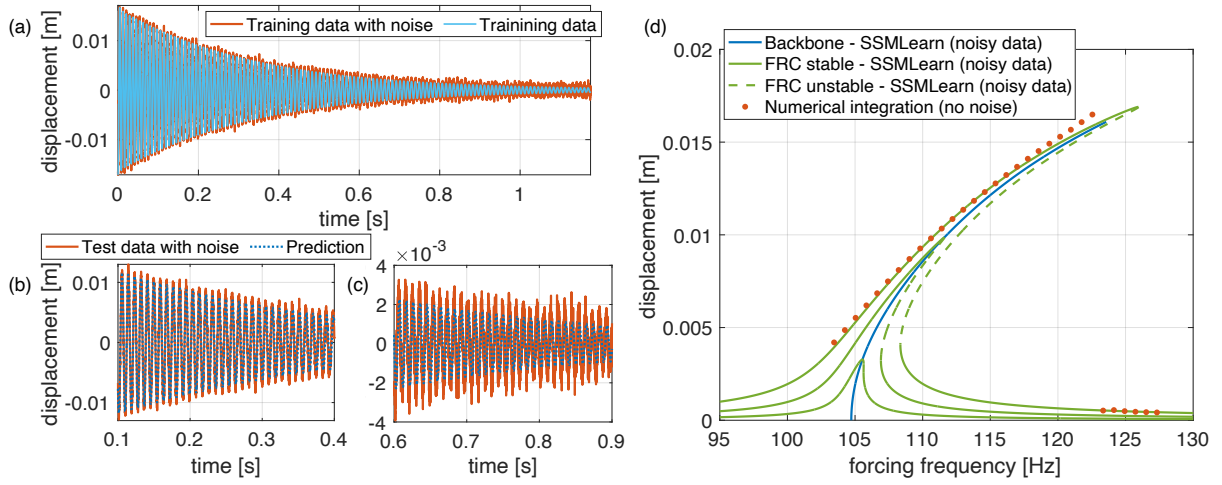 (a)
Training data with noise
Trainining data
displacement [m]
0.01
0
-0.01
0
0.2
0.4
0.6
0.8
1
time [s]
Test data with noise
Prediction
(b)
displacement [m]
0.01
0
-0.01
0.1
0.2
0.3
0.4
time [s]
(c)
×10⁻³
4
2
0
-2
-4
0.6
0.7
0.8
0.9
time [s]
(d)
Backbone - SSMLearn (noisy data)
FRC stable - SSMLearn (noisy data)
FRC unstable - SSMLearn (noisy data)
Numerical integration (no noise)
displacement [m]
0.02
0.015
0.01
0.005
0
95
100
105
110
115
120
125
130
forcing frequency [Hz]